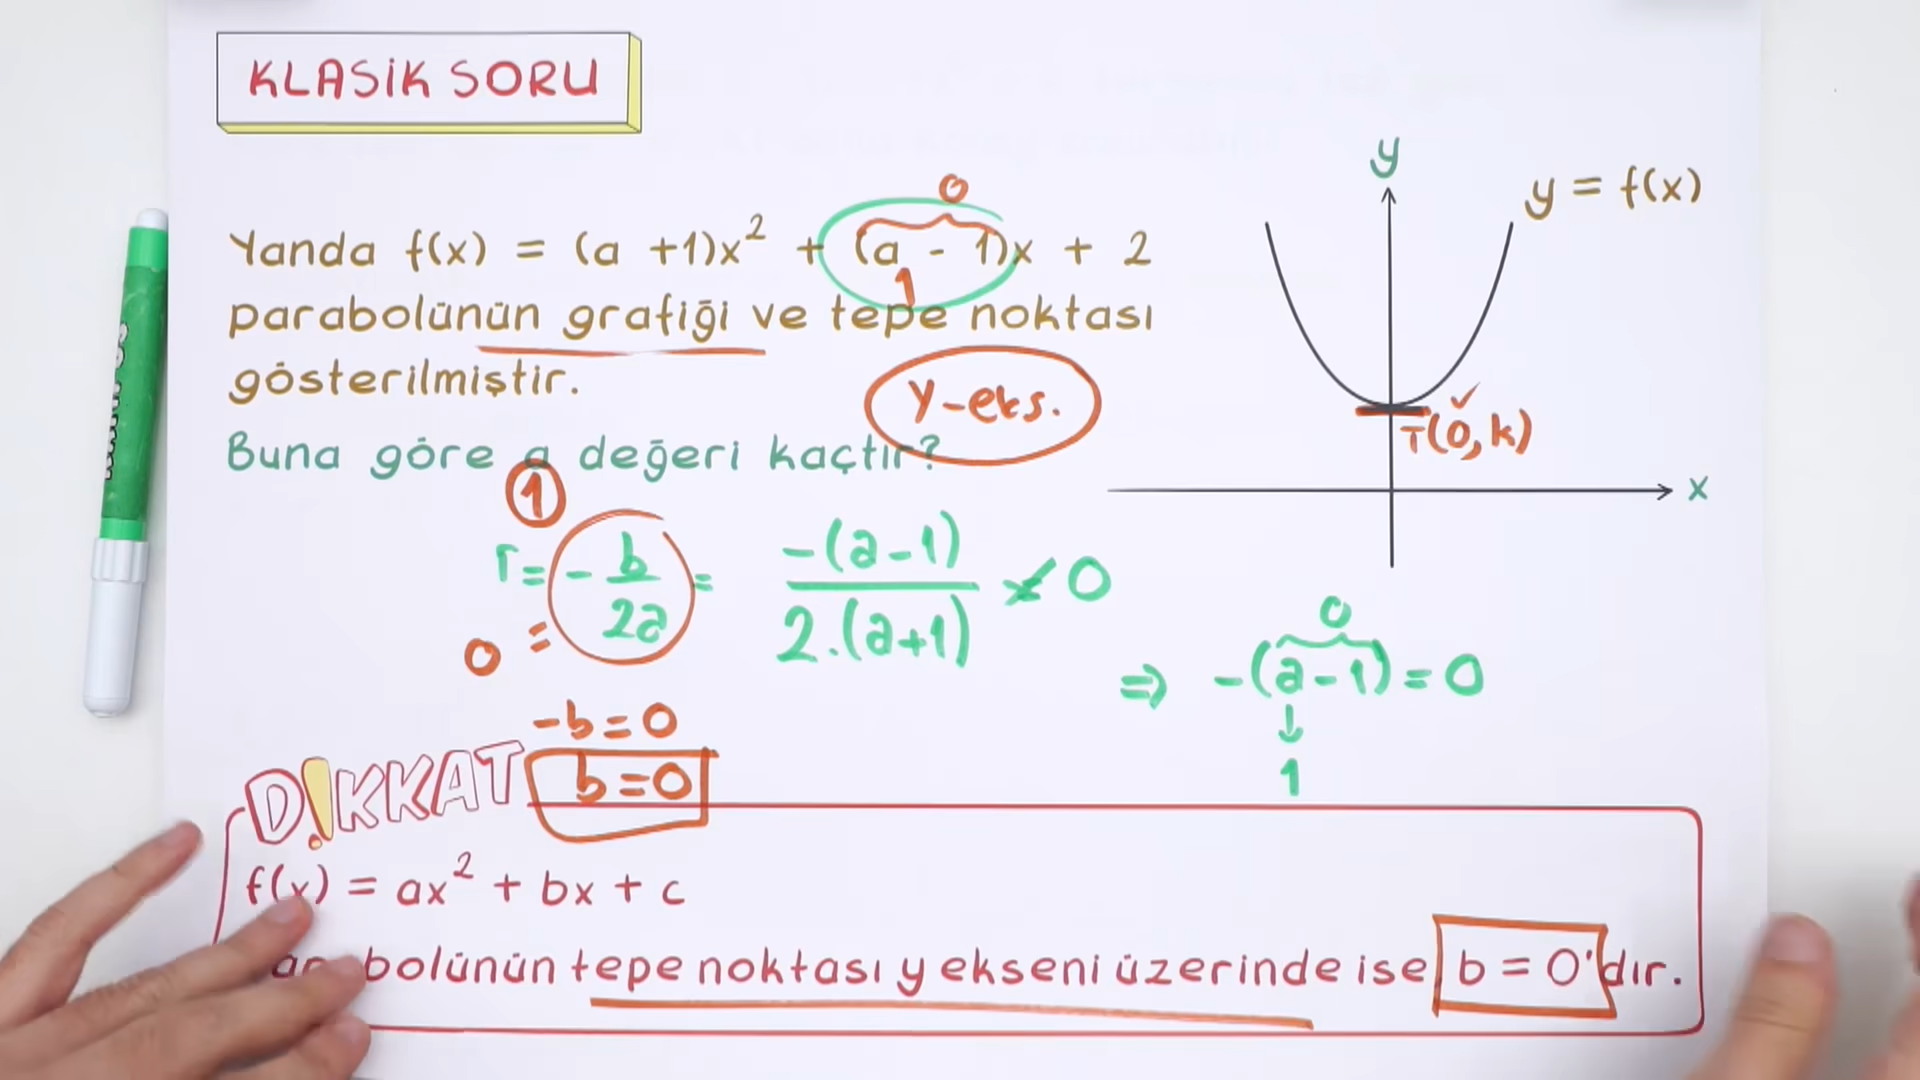 KLASİK SORU
y
y = f(x)
0
Yanda f(x) = (a +1)x² + (a - 1)x + 2
1
parabolünün grafiği ve tepe noktası
gösterilmiştir.
y-eks.
T(0, k)
Buna göre a değeri kaçtır?
x
1
r = - b/2a = -(a-1)/2.(a+1) = 0
0 =
0
⇒ -(a-1) = 0
1
-b = 0
b = 0
DİKKAT
f(x) = ax² + bx + c
bolünün tepe noktası y ekseni üzerinde ise b = 0'dır.